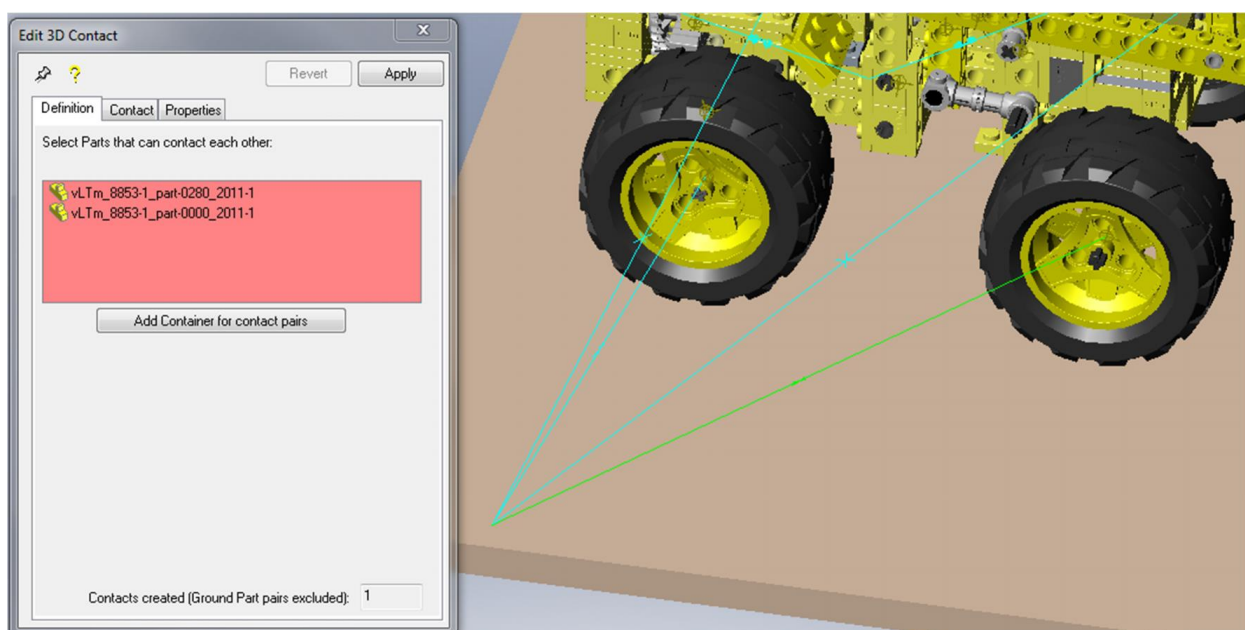 Edit 3D Contact
Revert
Apply
Definition
Contact
Properties
Select Parts that can contact each other:
vLTm_8853-1_part-0280_2011-1
vLTm_8853-1_part-0000_2011-1
Add Container for contact pairs
Contacts created (Ground Part pairs excluded): 1